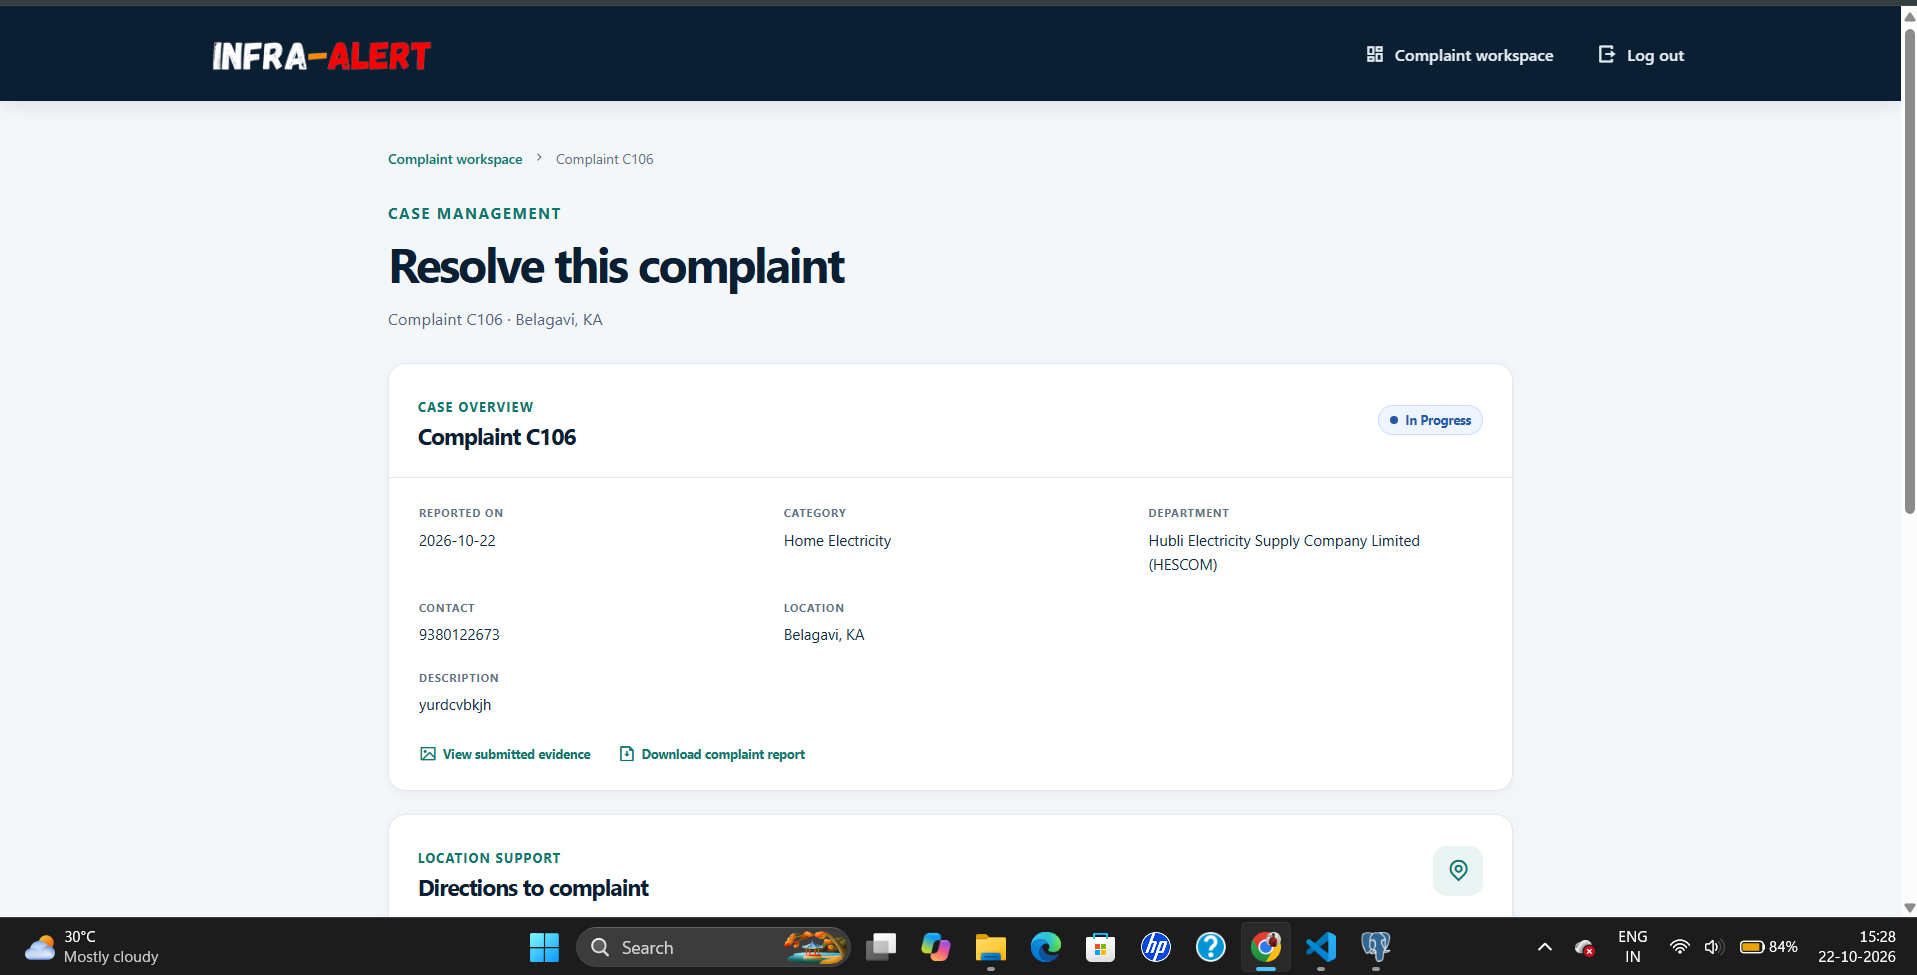 INFRA-ALERT
Complaint workspace
Log out
Complaint workspace > Complaint C106
CASE MANAGEMENT
Resolve this complaint
Complaint C106 · Belagavi, KA
CASE OVERVIEW
Complaint C106
In Progress
REPORTED ON
2026-10-22
CATEGORY
Home Electricity
DEPARTMENT
Hubli Electricity Supply Company Limited
(HESCOM)
CONTACT
9380122673
LOCATION
Belagavi, KA
DESCRIPTION
yurdcvbkjh
View submitted evidence
Download complaint report
LOCATION SUPPORT
Directions to complaint
30°C
Mostly cloudy
Search
hp
?
ENG
IN
84%
15:28
22-10-2026